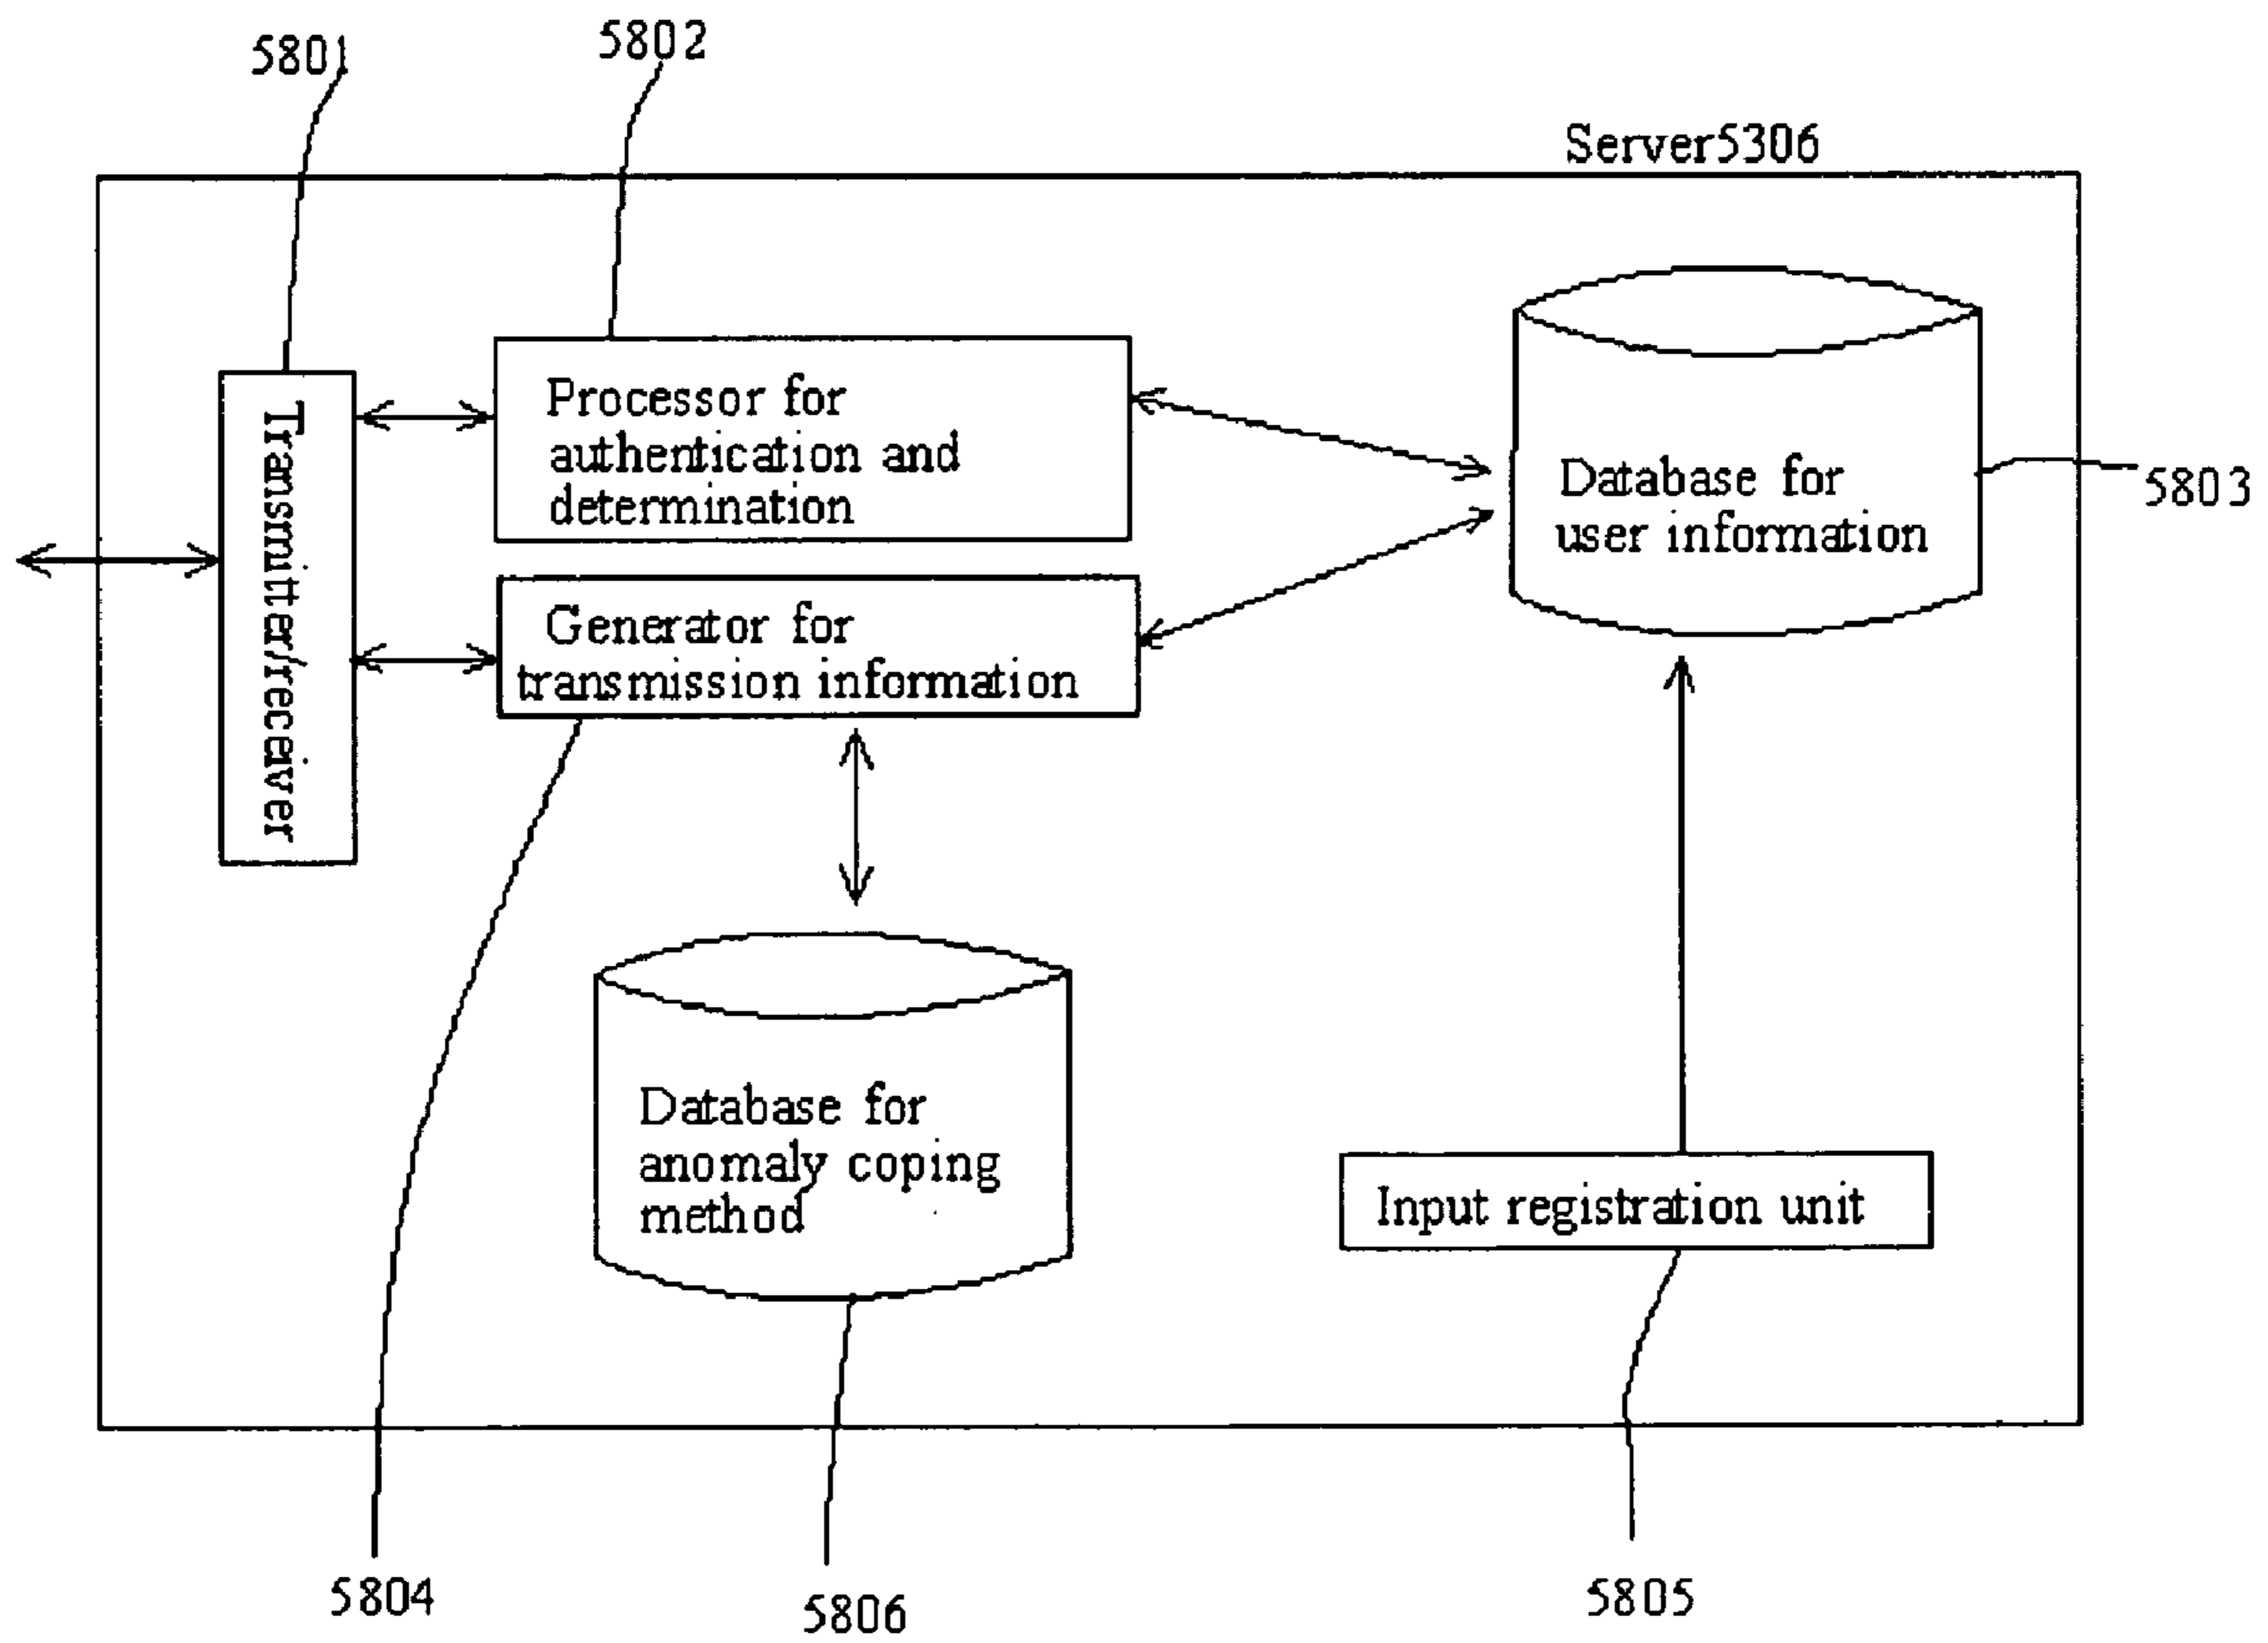 5801
5802
Server5306
Transmitter/receiver
Processor for
authentication and
determination
Database for
user information
5803
Generator for
transmission information
Database for
anomaly coping
method
Input registration unit
5804
5806
5805